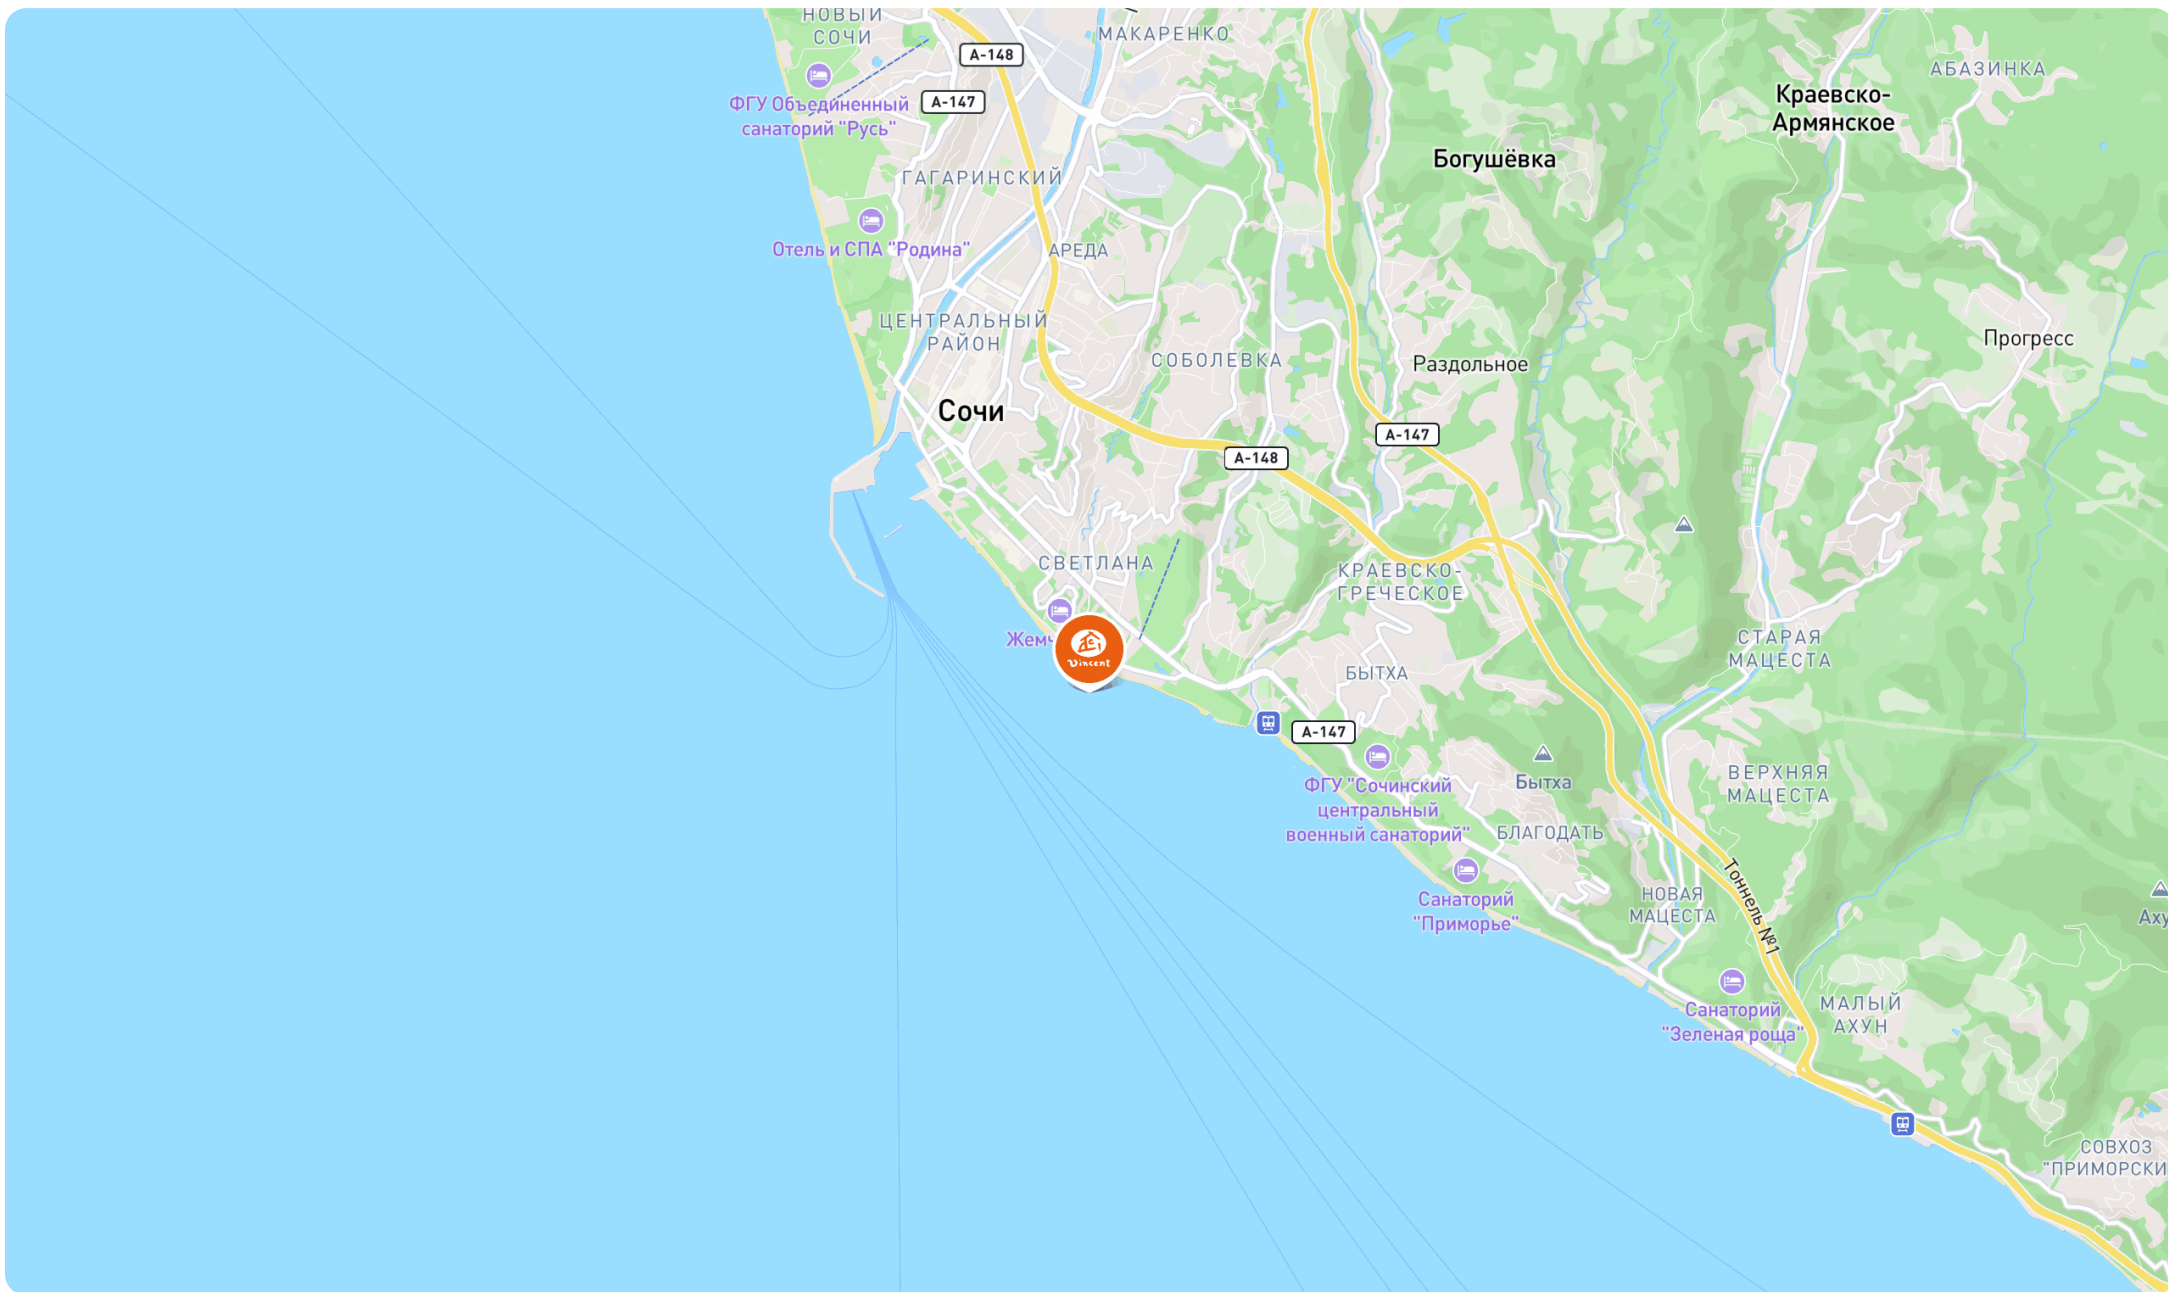 НОВЫЙ
СОЧИ
МАКАРЕНКО
А-148
АБАЗИНКА
ФГУ Объединенный
санаторий "Русь"
А-147
Краевско-
Армянское
Богушёвка
ГАГАРИНСКИЙ
Отель и СПА "Родина"
АРЕДА
ЦЕНТРАЛЬНЫЙ
РАЙОН
Прогресс
СОБОЛЕВКА
Раздольное
Сочи
А-147
А-148
СВЕТЛАНА
КРАЕВСКО-
ГРЕЧЕСКОЕ
Жемч
Vincent
СТАРАЯ
МАЦЕСТА
БЫТХА
А-147
ФГУ "Сочинский
центральный
военный санаторий"
Бытха
ВЕРХНЯЯ
МАЦЕСТА
БЛАГОДАТЬ
Тоннель №1
Санаторий
"Приморье"
НОВАЯ
МАЦЕСТА
Аху
Санаторий
"Зеленая роща"
МАЛЫЙ
АХУН
СОВХОЗ
"ПРИМОРСКИ